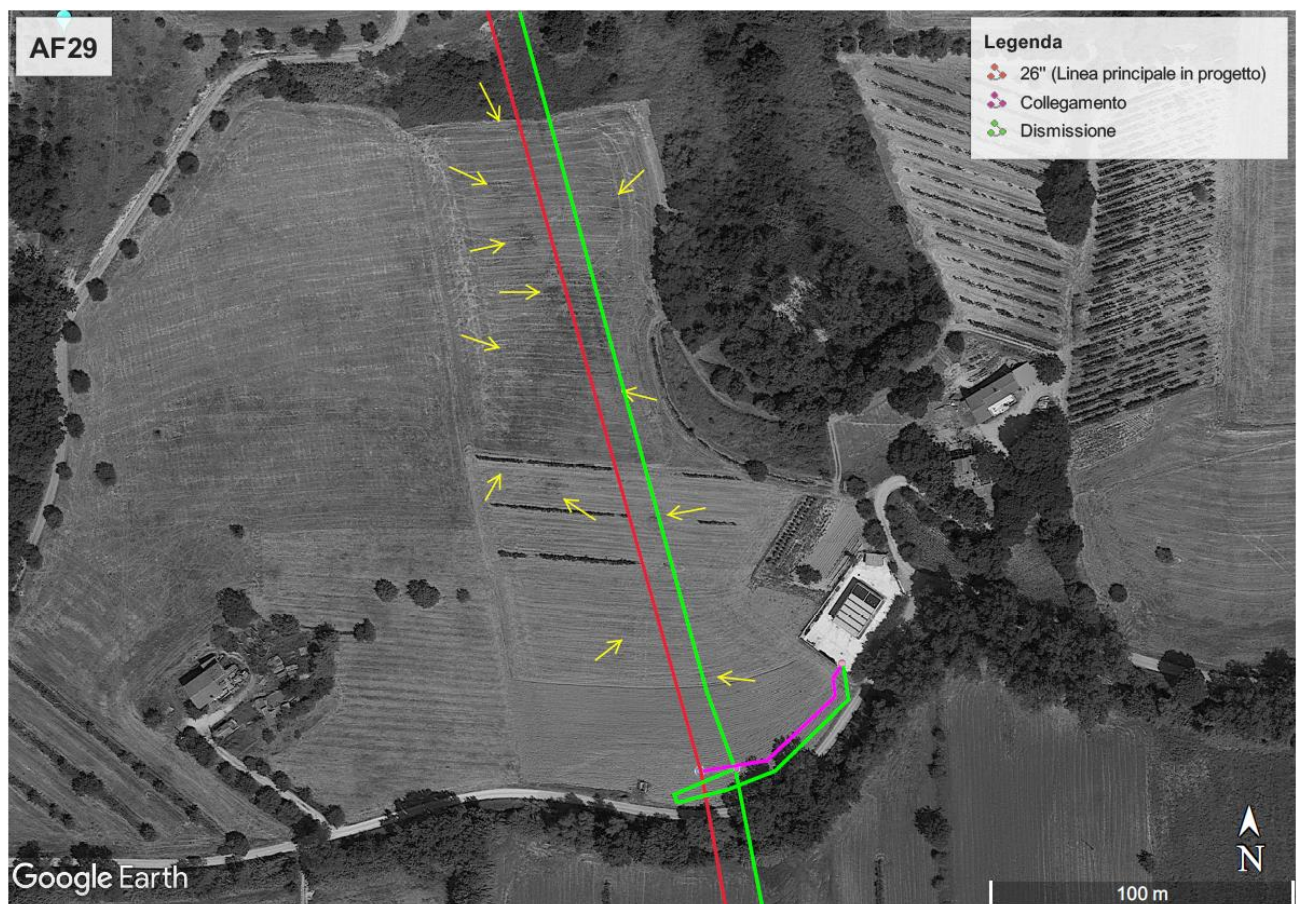 AF29
Legenda
26" (Linea principale in progetto)
Collegamento
Dismissione
N
Google Earth
100 m